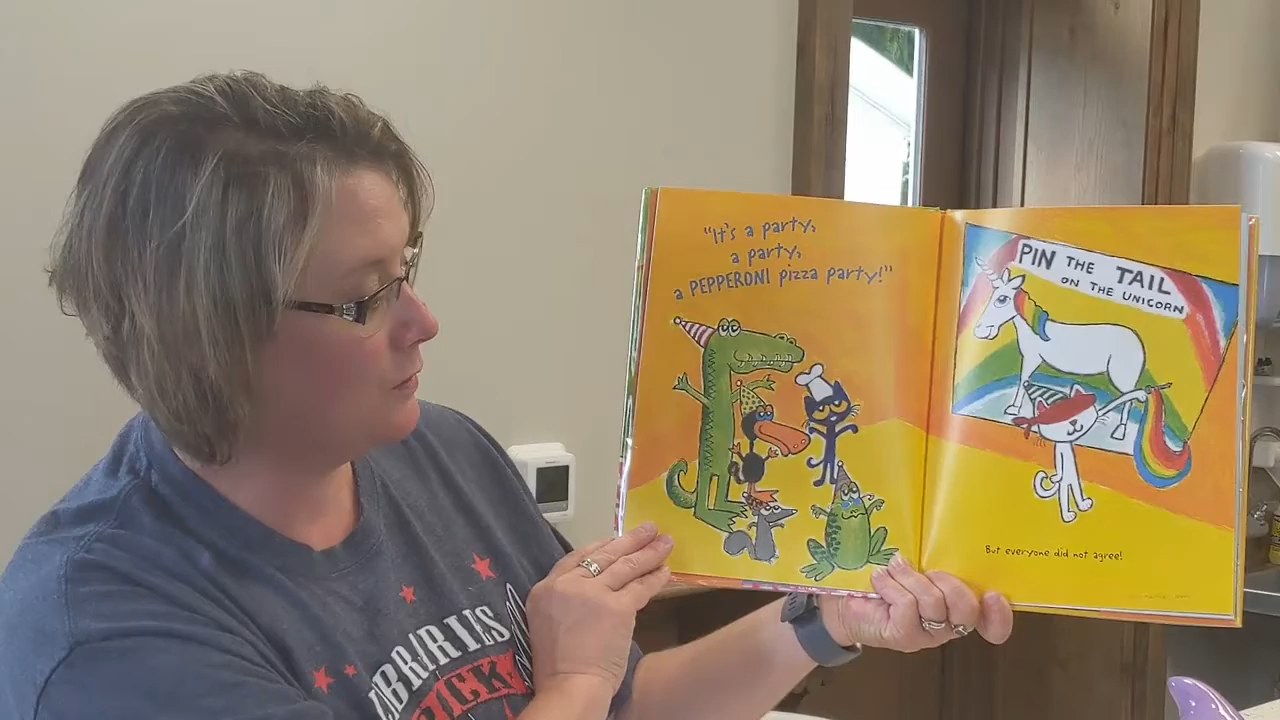 "It's a party,
a party,
a PEPPERONI pizza party!"
PIN THE TAIL
ON THE UNICORN
But everyone did not agree!
LIBRARIES